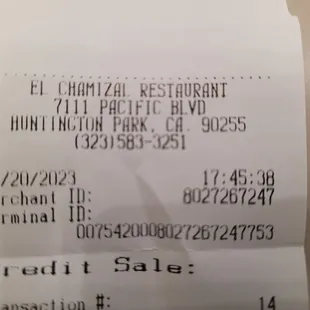 EL CHAMIZAL RESTAURANT
7111 PACIFIC BLVD
HUNTINGTON PARK, CA. 90255
(323)583-3251
/20/2023 17:45:38
rchant ID: 8027267247
rminal ID:
0075420008027267247753
redit Sale:
ansaction #: 14